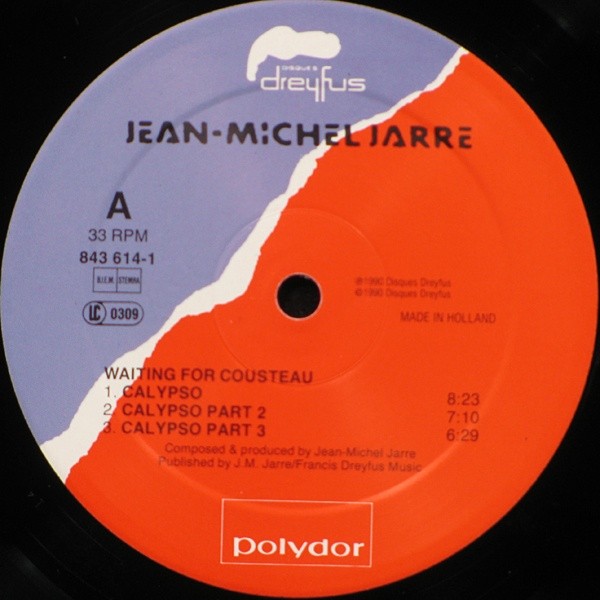 DISQUES
dreyfus
JEAN-MICHEL JARRE
A
33 RPM
843 614-1
B.I.E.M. STEMRA
LC 0309
℗1990 Disques Dreyfus
©1990 Disques Dreyfus
MADE IN HOLLAND
WAITING FOR COUSTEAU
1. CALYPSO 8:23
2. CALYPSO PART 2 7:10
3. CALYPSO PART 3 6:29
Composed & produced by Jean-Michel Jarre
Published by J.M. Jarre/Francis Dreyfus Music
polydor